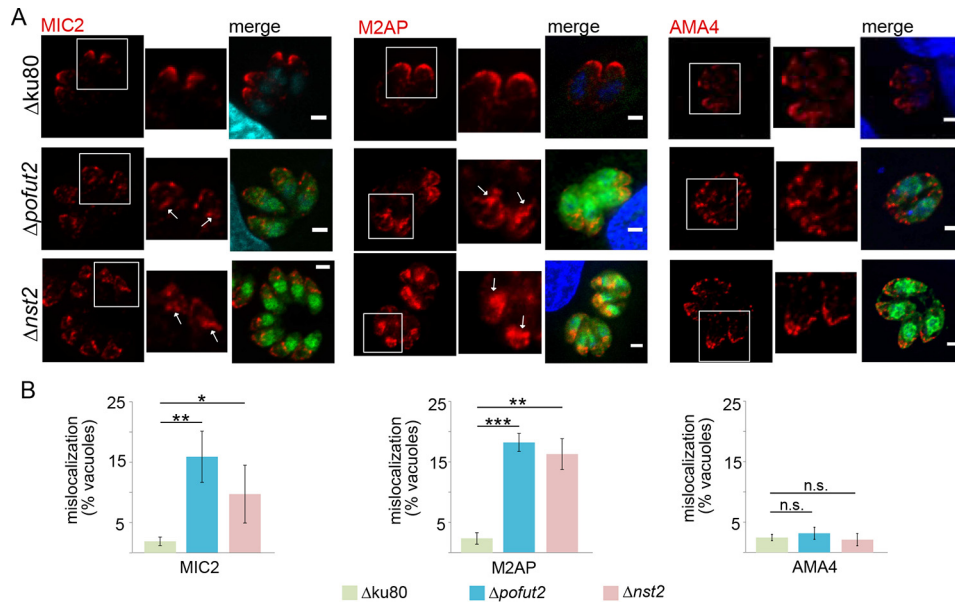 A
MIC2 merge M2AP merge AMA4 merge
Δku80
Δpofut2
Δnst2
B
mislocalization
(% vacuoles)
25
15
5
*
**
MIC2
mislocalization
(% vacuoles)
25
15
5
**
***
M2AP
mislocalization
(% vacuoles)
25
15
5
n.s.
n.s.
AMA4
Δku80 Δpofut2 Δnst2